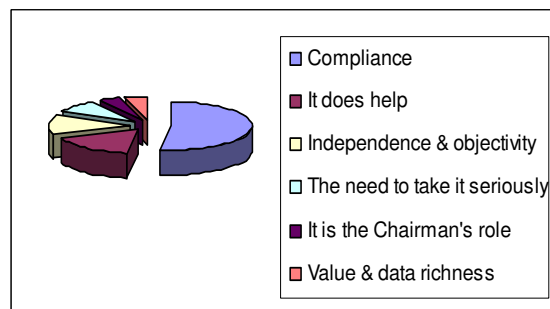 Compliance
It does help
Independence & objectivity
The need to take it seriously
It is the Chairman's role
Value & data richness